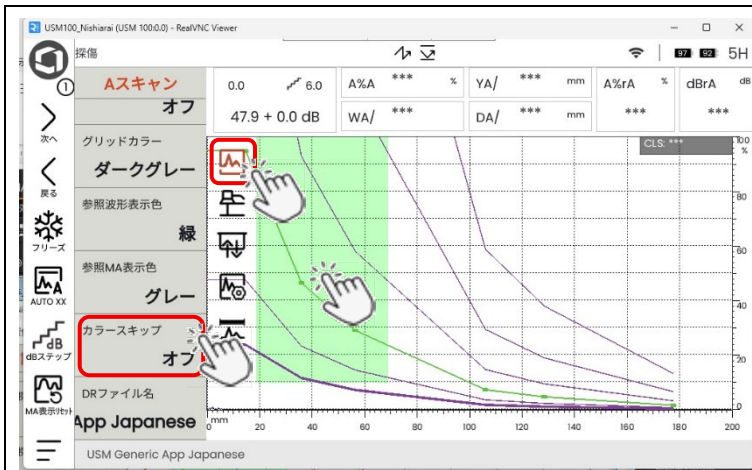 USM100_Nishiarai (USM 100:0.0) - RealVNC Viewer
探傷
97 92 5H
1
Aスキャン
オフ
0.0 6.0
47.9 + 0.0 dB
A%A *** %
YA/ *** mm
A%rA %
***
dBrA dB
***
WA/ ***
DA/ *** mm
次へ
戻る
フリーズ
AUTO XX
dB
dBステップ
MA表示リセット
グリッドカラー
ダークグレー
参照波形表示色
緑
参照MA表示色
グレー
カラースキップ
オフ
DRファイル名
App Japanese
CLS: ***
100
%
80
60
40
20
0
mm
0 20 40 60 80 100 120 140 160 180 200
USM Generic App Japanese